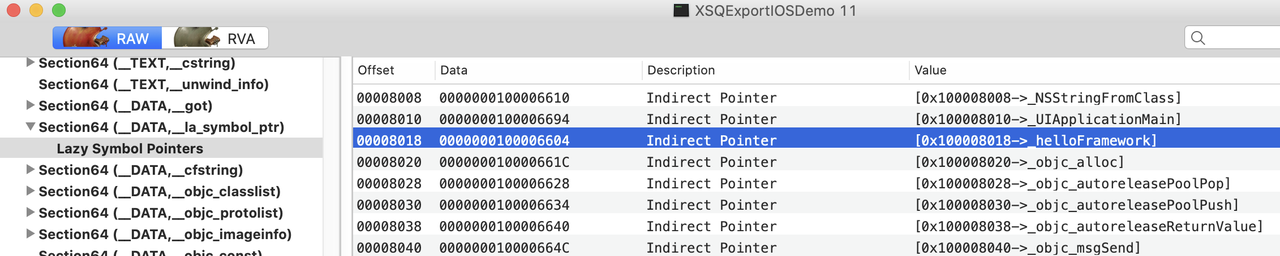 XSQExportIOSDemo 11
RAW RVA
Offset Data Description Value
Section64 (__TEXT,__cstring)
Section64 (__TEXT,__unwind_info)
Section64 (__DATA,__got)
Section64 (__DATA,__la_symbol_ptr)
Lazy Symbol Pointers
Section64 (__DATA,__cfstring)
Section64 (__DATA,__objc_classlist)
Section64 (__DATA,__objc_protolist)
Section64 (__DATA,__objc_imageinfo)
Section64 (__DATA,__objc_const)
00008008 0000000100006610 Indirect Pointer [0x100008008->_NSStringFromClass]
00008010 0000000100006694 Indirect Pointer [0x100008010->_UIApplicationMain]
00008018 0000000100006604 Indirect Pointer [0x100008018->_helloFramework]
00008020 000000010000661C Indirect Pointer [0x100008020->_objc_alloc]
00008028 0000000100006628 Indirect Pointer [0x100008028->_objc_autoreleasePoolPop]
00008030 0000000100006634 Indirect Pointer [0x100008030->_objc_autoreleasePoolPush]
00008038 0000000100006640 Indirect Pointer [0x100008038->_objc_autoreleaseReturnValue]
00008040 000000010000664C Indirect Pointer [0x100008040->_objc_msgSend]